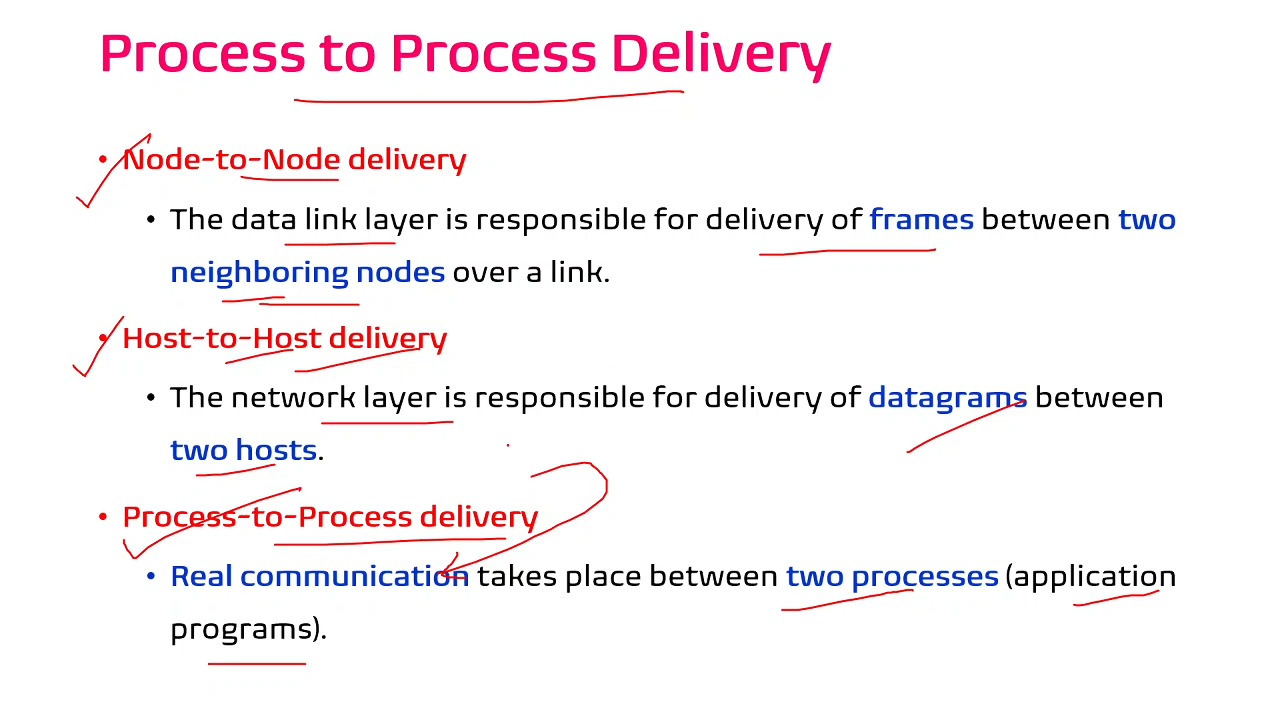 Process to Process Delivery
• Node-to-Node delivery
• The data link layer is responsible for delivery of frames between two
neighboring nodes over a link.
• Host-to-Host delivery
• The network layer is responsible for delivery of datagrams between
two hosts.
• Process-to-Process delivery
• Real communication takes place between two processes (application
programs).